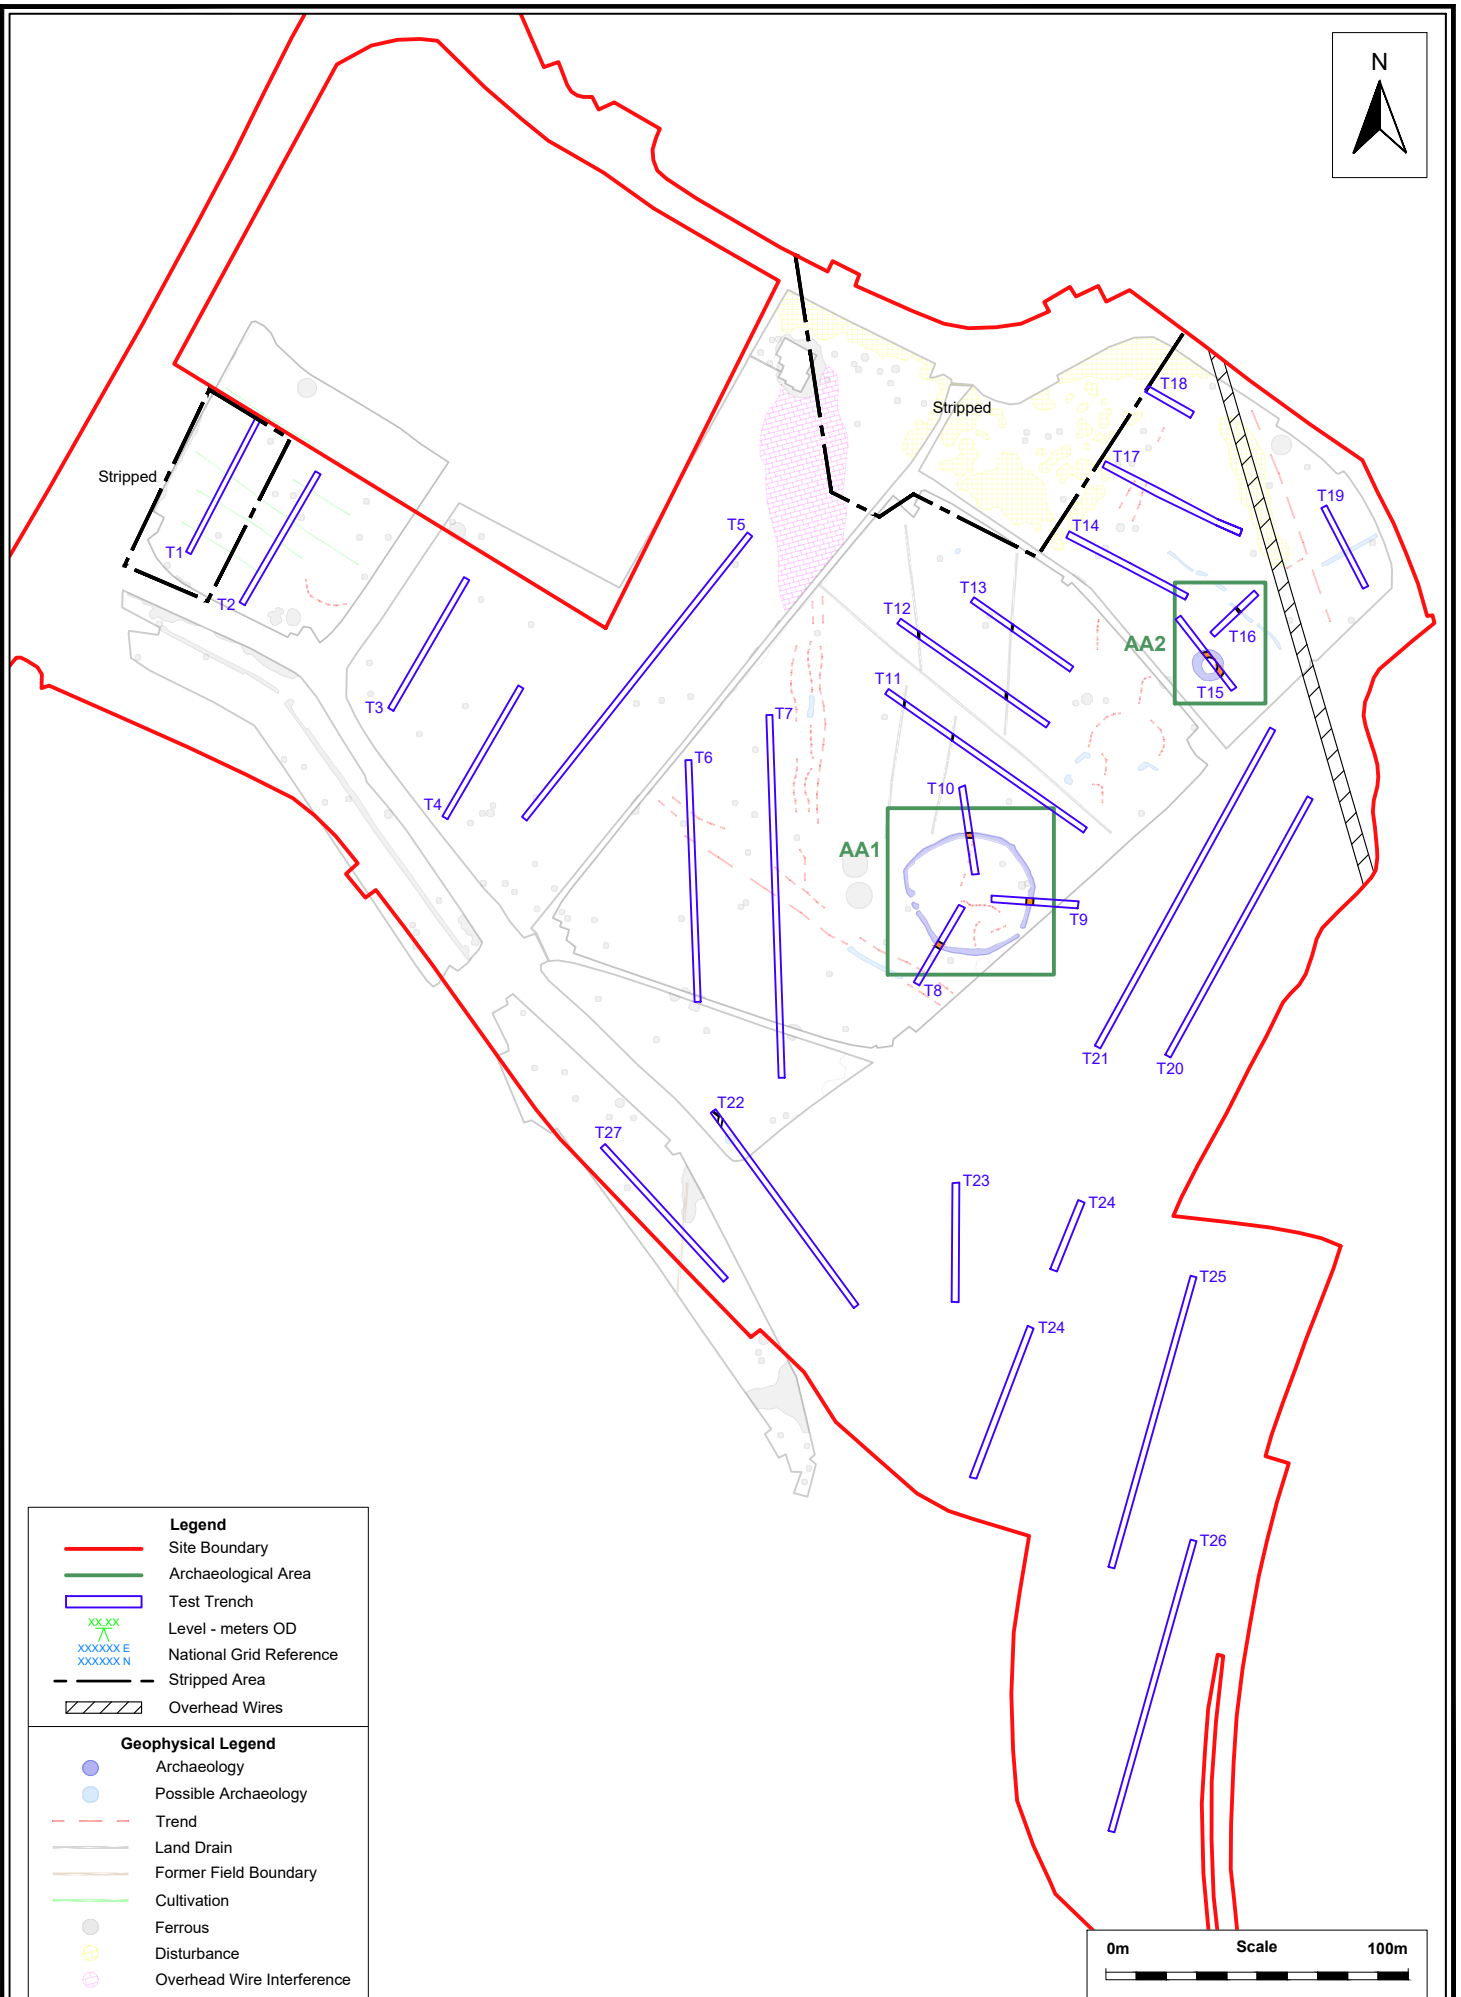 N
T18
Stripped
T17
Stripped
T19
T5
T14
T1
T13
T2
T12
T16
AA2
T11
T15
T3
T7
T6
T4
T10
AA1
T9
T8
T21
T20
T22
T27
T23
T24
T25
T24
T26
Legend
Site Boundary
Archaeological Area
Test Trench
XX.XX
Level - meters OD
XXXXXX E
XXXXXX N
National Grid Reference
Stripped Area
Overhead Wires
Geophysical Legend
Archaeology
Possible Archaeology
Trend
Land Drain
Former Field Boundary
Cultivation
Ferrous
Disturbance
Overhead Wire Interference
0m Scale 100m